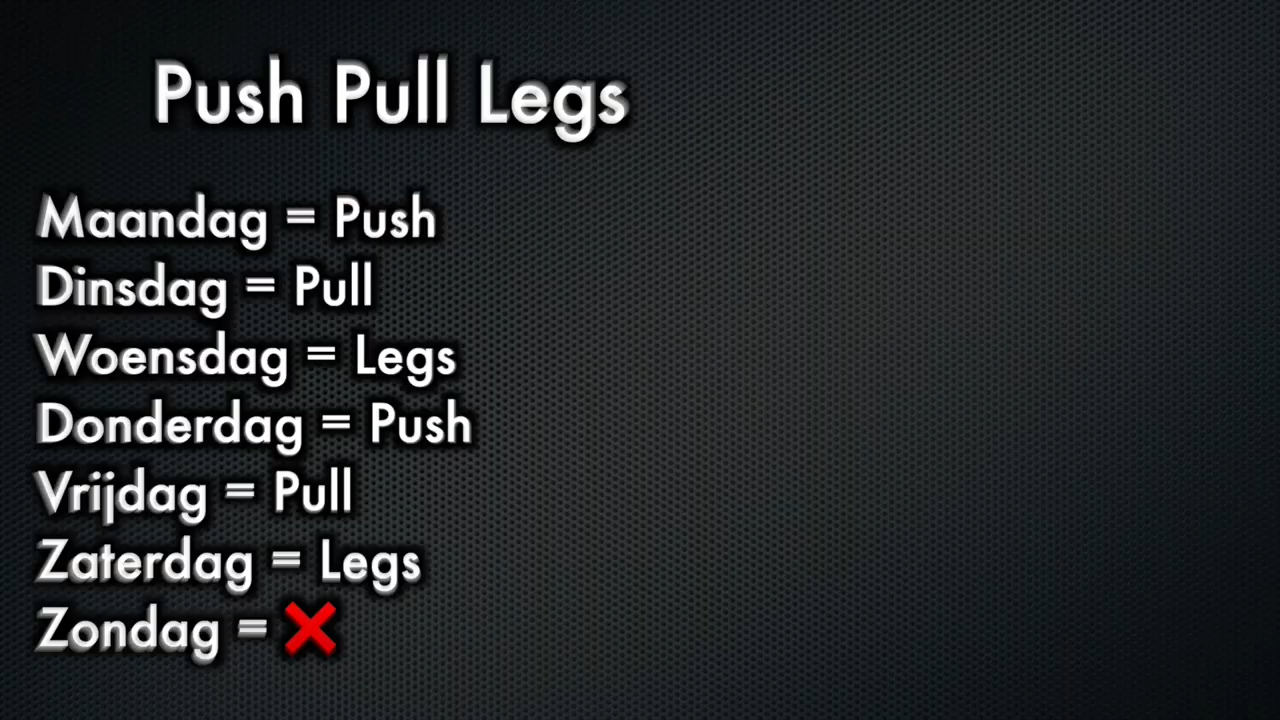 Push Pull Legs
Maandag = Push
Dinsdag = Pull
Woensdag = Legs
Donderdag = Push
Vrijdag = Pull
Zaterdag = Legs
Zondag = ❌